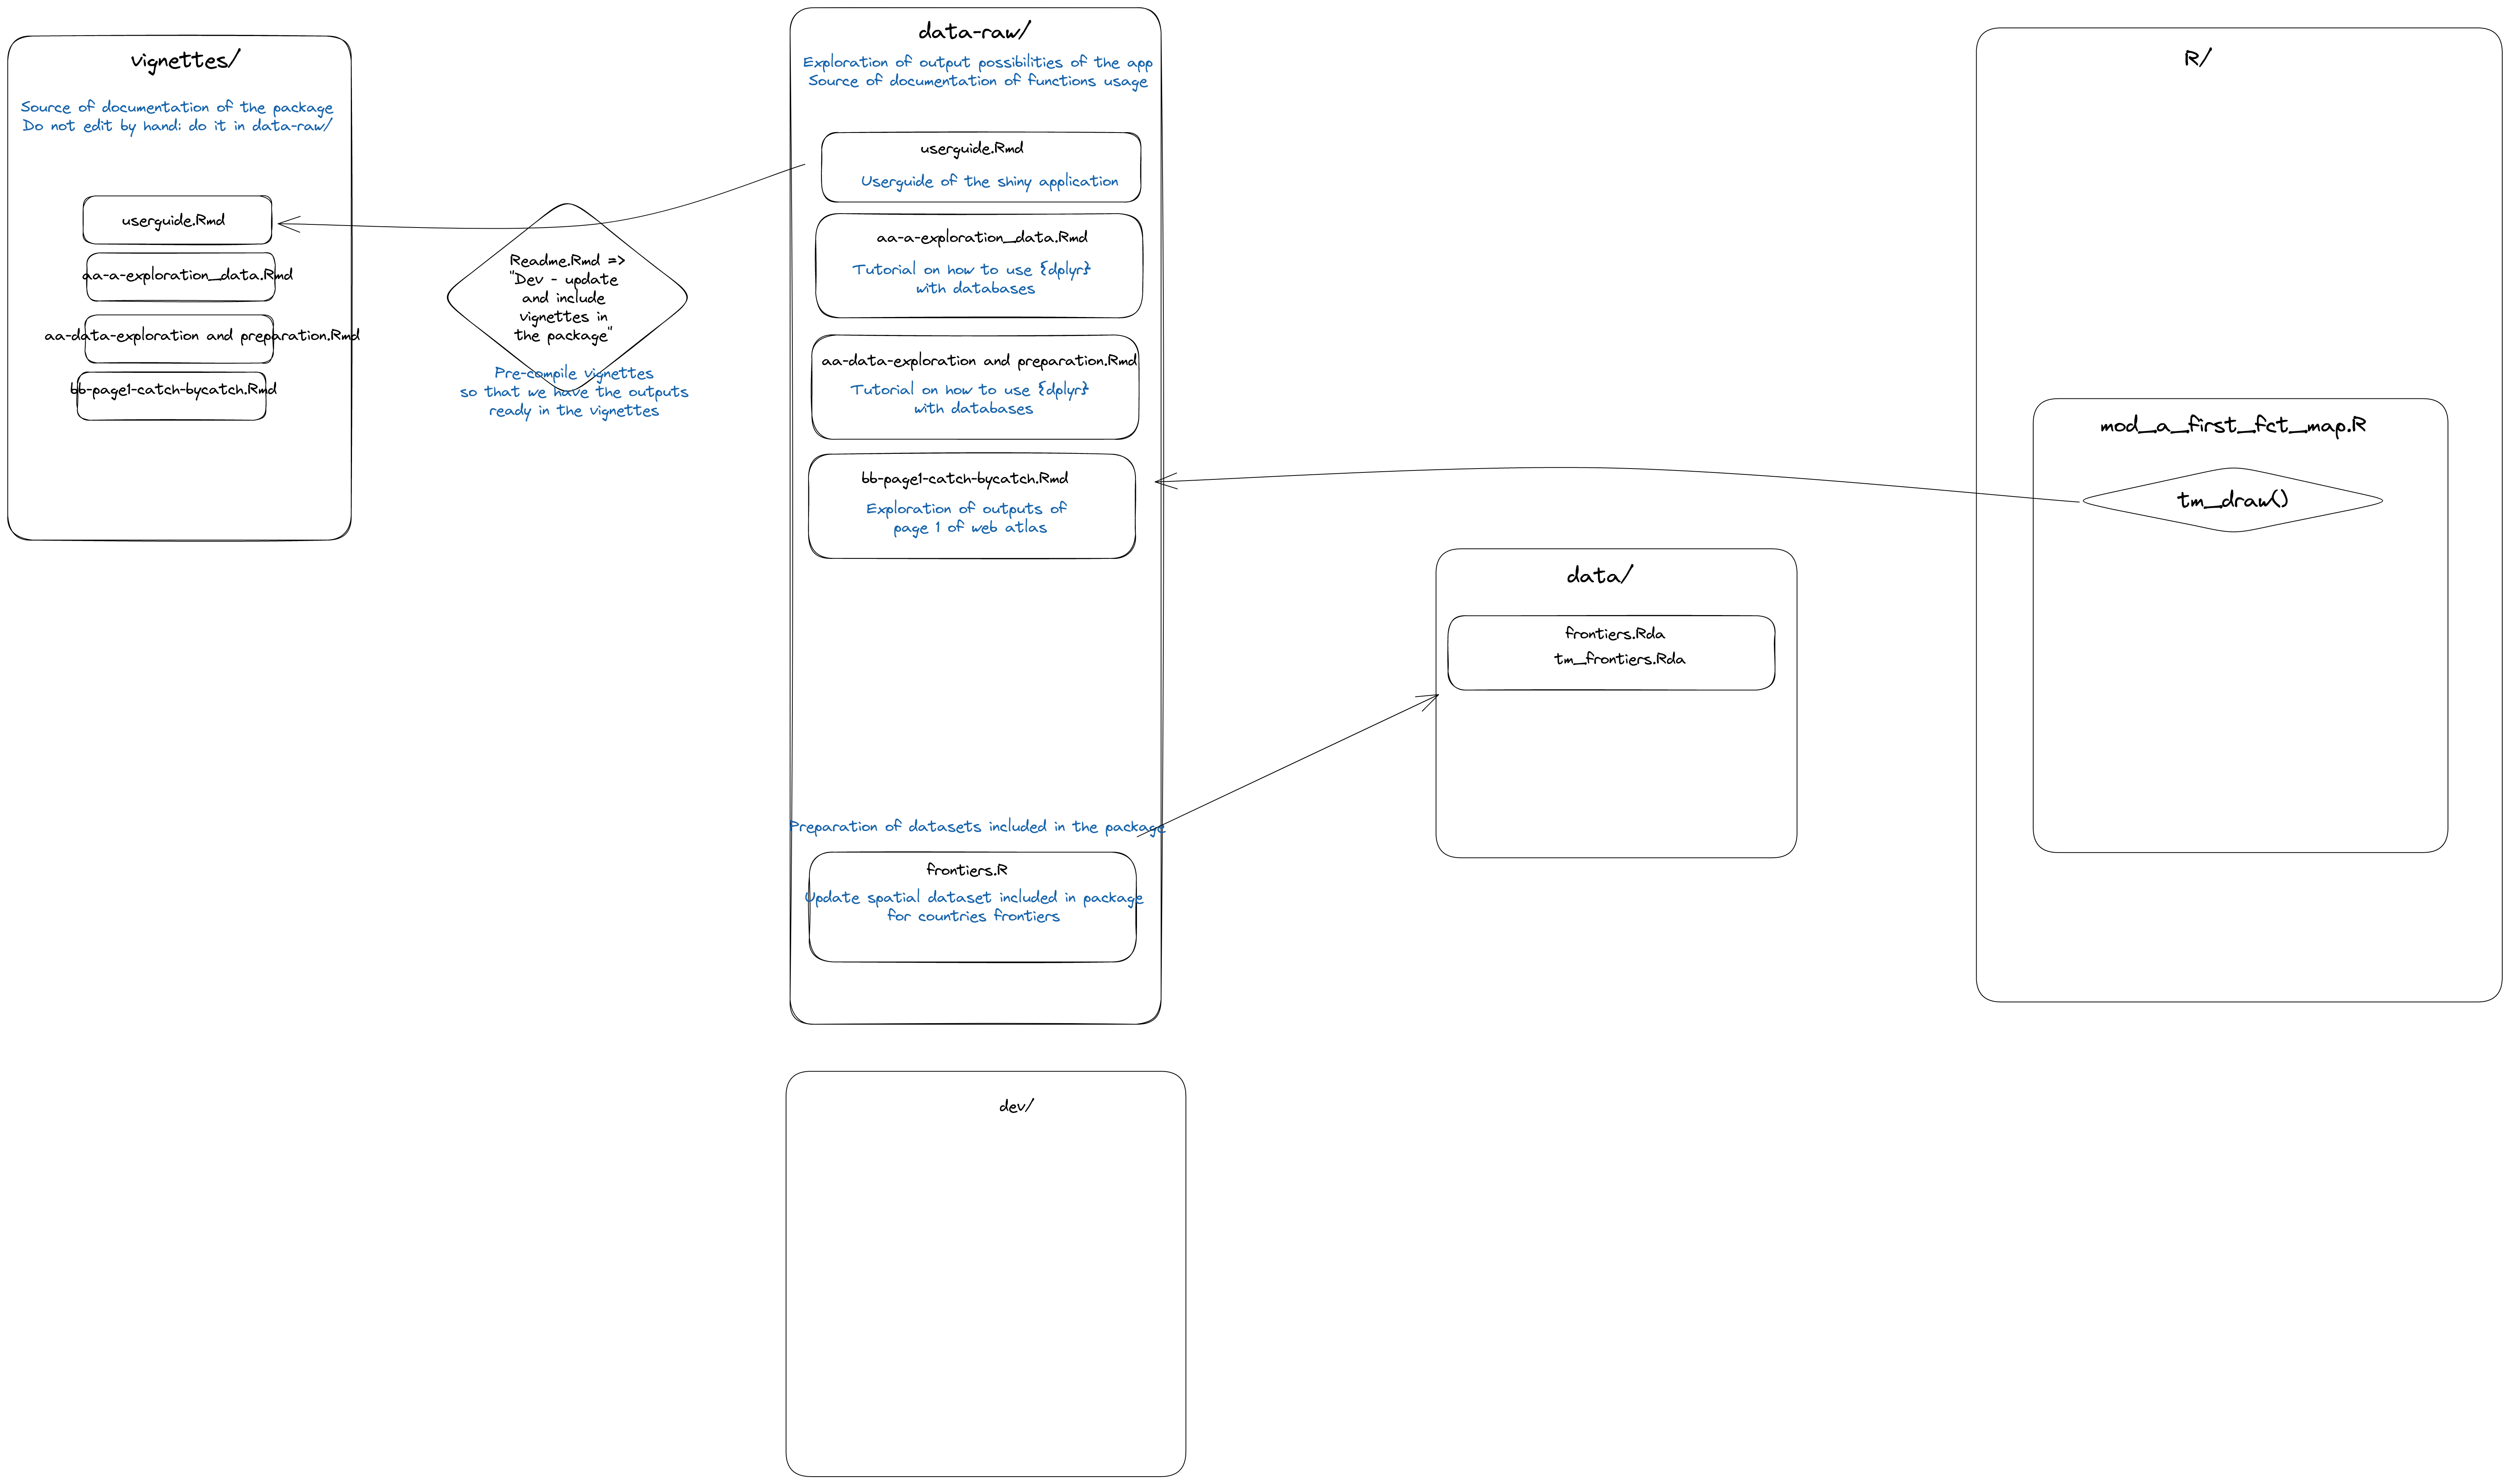 vignettes/
Source of documentation of the package
Do not edit by hand: do it in data-raw/
userguide.Rmd
aa-a-exploration_data.Rmd
aa-data-exploration and preparation.Rmd
bb-page1-catch-bycatch.Rmd
Readme.Rmd =>
"Dev - update
and include
vignettes in
the package"
Pre-compile vignettes
so that we have the outputs
ready in the vignettes
data-raw/
Exploration of output possibilities of the app
Source of documentation of functions usage
userguide.Rmd
Userguide of the shiny application
aa-a-exploration_data.Rmd
Tutorial on how to use {dplyr}
with databases
aa-data-exploration and preparation.Rmd
Tutorial on how to use {dplyr}
with databases
bb-page1-catch-bycatch.Rmd
Exploration of outputs of
page 1 of web atlas
Preparation of datasets included in the package
frontiers.R
Update spatial dataset included in package
for countries frontiers
dev/
data/
frontiers.Rda
tm_frontiers.Rda
R/
mod_a_first_fct_map.R
tm_draw()